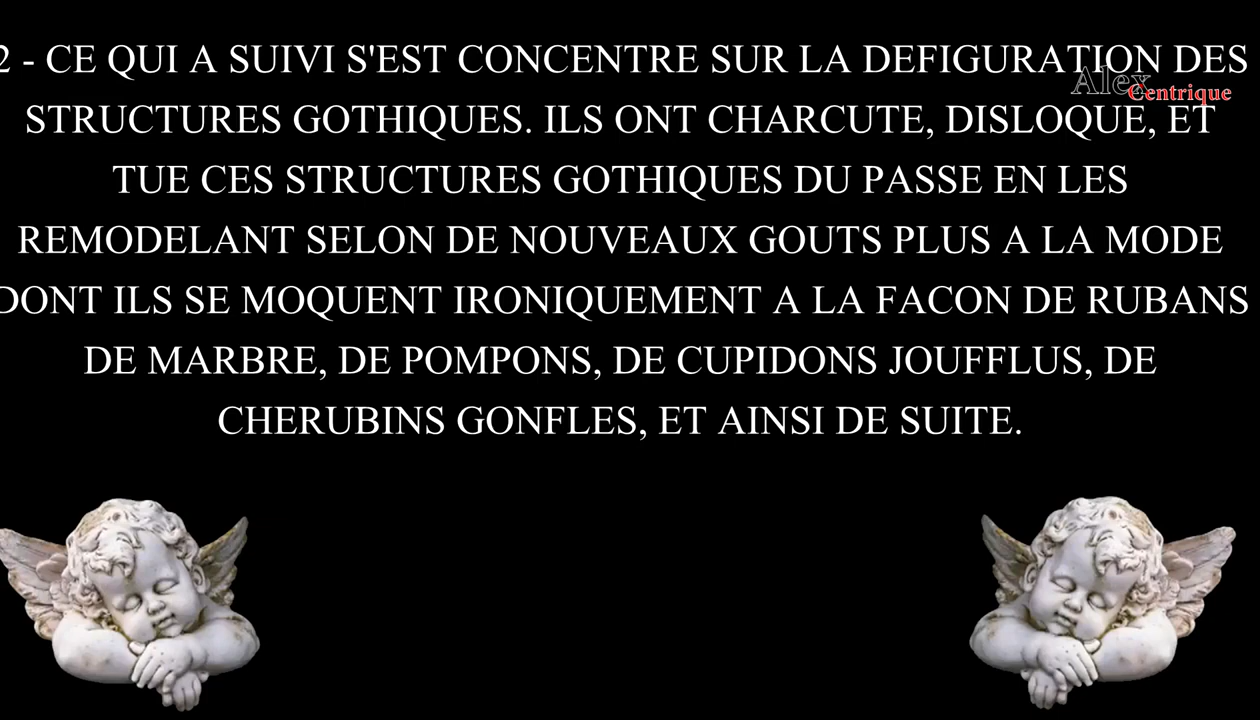 2 - CE QUI A SUIVI S'EST CONCENTRE SUR LA DEFIGURATION DES
Alex
Centrique
STRUCTURES GOTHIQUES. ILS ONT CHARCUTE, DISLOQUE, ET
TUE CES STRUCTURES GOTHIQUES DU PASSE EN LES
REMODELANT SELON DE NOUVEAUX GOUTS PLUS A LA MODE
DONT ILS SE MOQUENT IRONIQUEMENT A LA FACON DE RUBANS
DE MARBRE, DE POMPONS, DE CUPIDONS JOUFFLUS, DE
CHERUBINS GONFLES, ET AINSI DE SUITE.